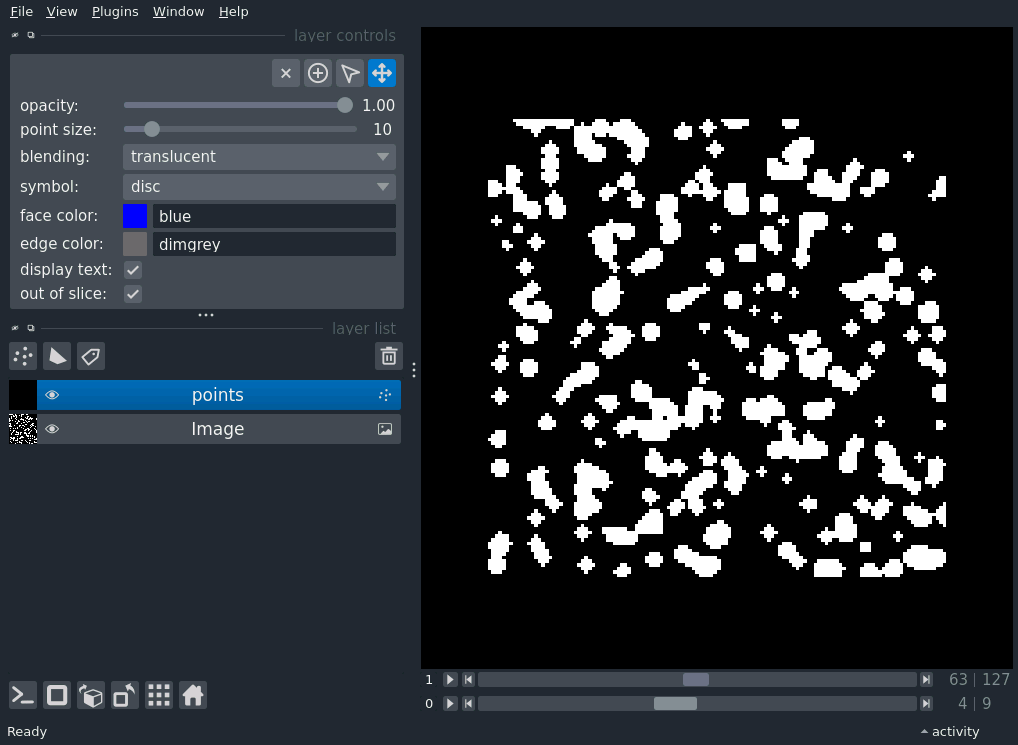 File View Plugins Window Help
layer controls
opacity: 1.00
point size: 10
blending: translucent
symbol: disc
face color: blue
edge color: dimgrey
display text:
out of slice:
layer list
points
Image
1 63 | 127
0 4 | 9
Ready activity